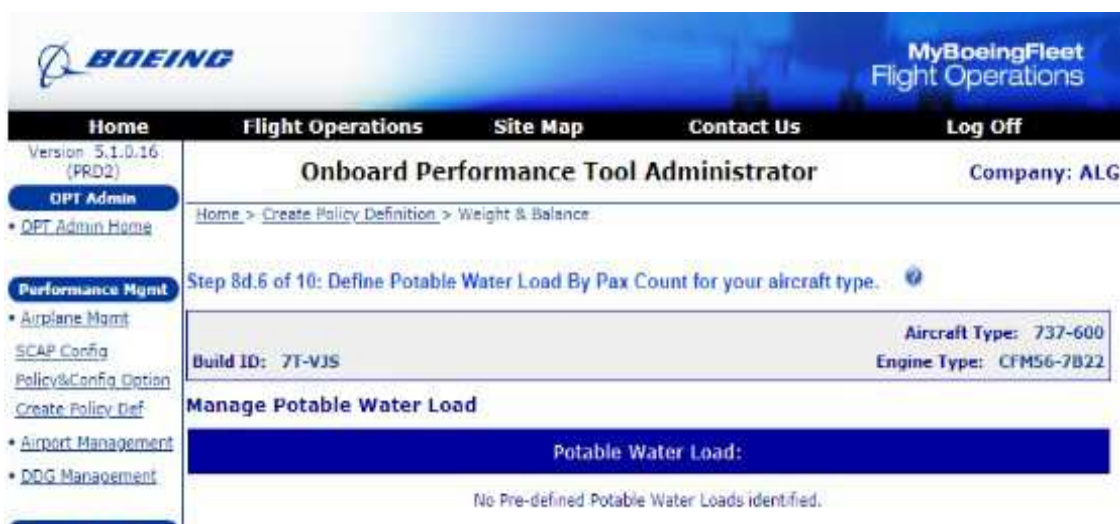 BOEING
MyBoeingFleet
Flight Operations
Home Flight Operations Site Map Contact Us Log Off
Version 5.1.0.16
(PRD2)
OPT Admin
• OPT Admin Home
Performance Mgmt
• Airplane Mgmt
SCAP Config
Policy&Config Option
Create Policy Def
• Airport Management
• DDG Management
Onboard Performance Tool Administrator
Company: ALG
Home > Create Policy Definition > Weight & Balance
Step 8d.6 of 10: Define Potable Water Load By Pax Count for your aircraft type.
Aircraft Type: 737-600
Build ID: 7T-VJS Engine Type: CFM56-7B22
Manage Potable Water Load
Potable Water Load:
No Pre-defined Potable Water Loads identified.